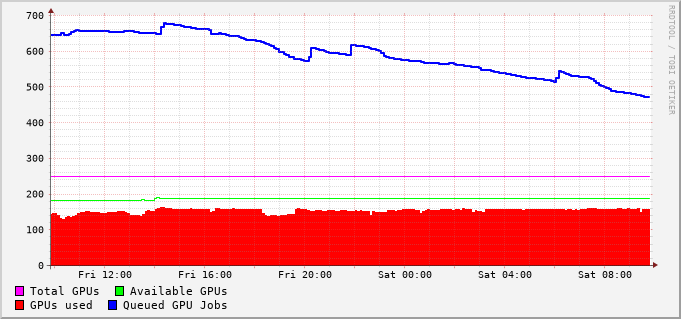 700
600
500
400
300
200
100
0
Fri 12:00 Fri 16:00 Fri 20:00 Sat 00:00 Sat 04:00 Sat 08:00
Total GPUs Available GPUs
GPUs used Queued GPU Jobs
RRDTOOL / TOBI OETIKER